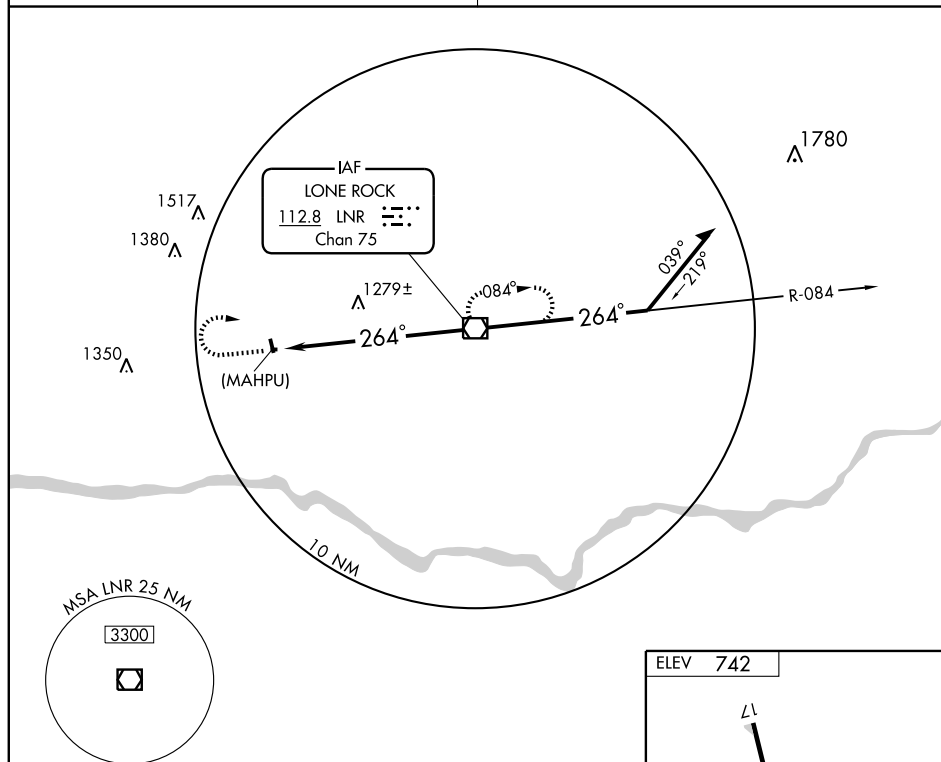 1780
IAF
LONE ROCK
112.8 LNR
Chan 75
1517
1380
039°
219°
1279±
084°
R-084
264°
264°
1350
(MAHPU)
10 NM
MSA LNR 25 NM
3300
ELEV 742
17